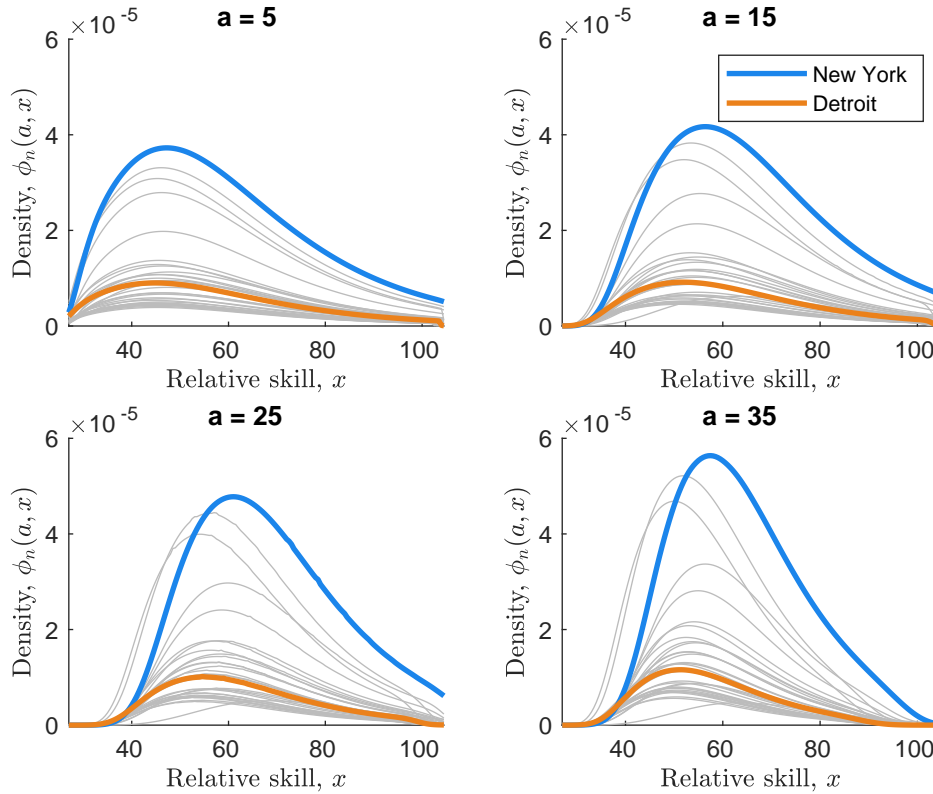 ×10 -5
a = 5
6
4
2
0
Density, ϕn(a, x)
40
60
80
100
Relative skill, x
×10 -5
a = 15
6
4
2
0
Density, ϕn(a, x)
New York
Detroit
40
60
80
100
Relative skill, x
×10 -5
a = 25
6
4
2
0
Density, ϕn(a, x)
40
60
80
100
Relative skill, x
×10 -5
a = 35
6
4
2
0
Density, ϕn(a, x)
40
60
80
100
Relative skill, x